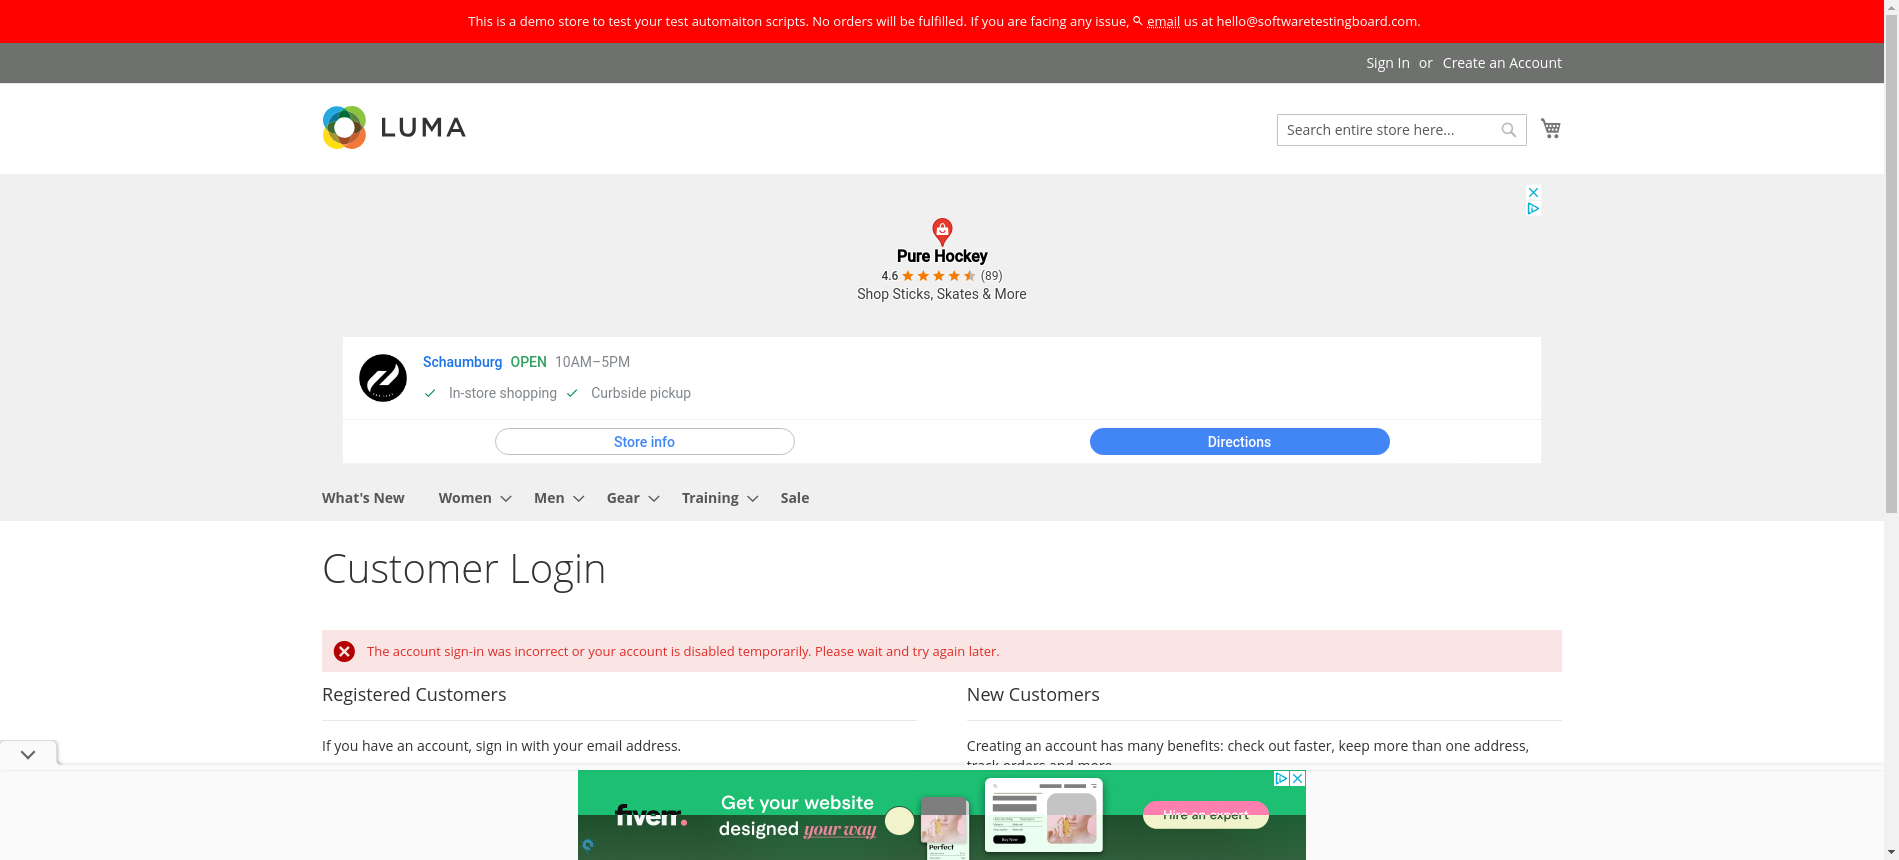 This is a demo store to test your test automaiton scripts. No orders will be fulfilled. If you are facing any issue, email us at hello@softwaretestingboard.com.
Sign In or Create an Account
LUMA
Search entire store here...
Pure Hockey
4.6 (89)
Shop Sticks, Skates & More
Schaumburg OPEN 10AM–5PM
In-store shopping Curbside pickup
Store info Directions
What's New Women Men Gear Training Sale
Customer Login
The account sign-in was incorrect or your account is disabled temporarily. Please wait and try again later.
Registered Customers
If you have an account, sign in with your email address.
New Customers
Creating an account has many benefits: check out faster, keep more than one address,
track orders and more.
fiverr.
Get your website
designed your way
Perfect
Buy Now
Hire an expert